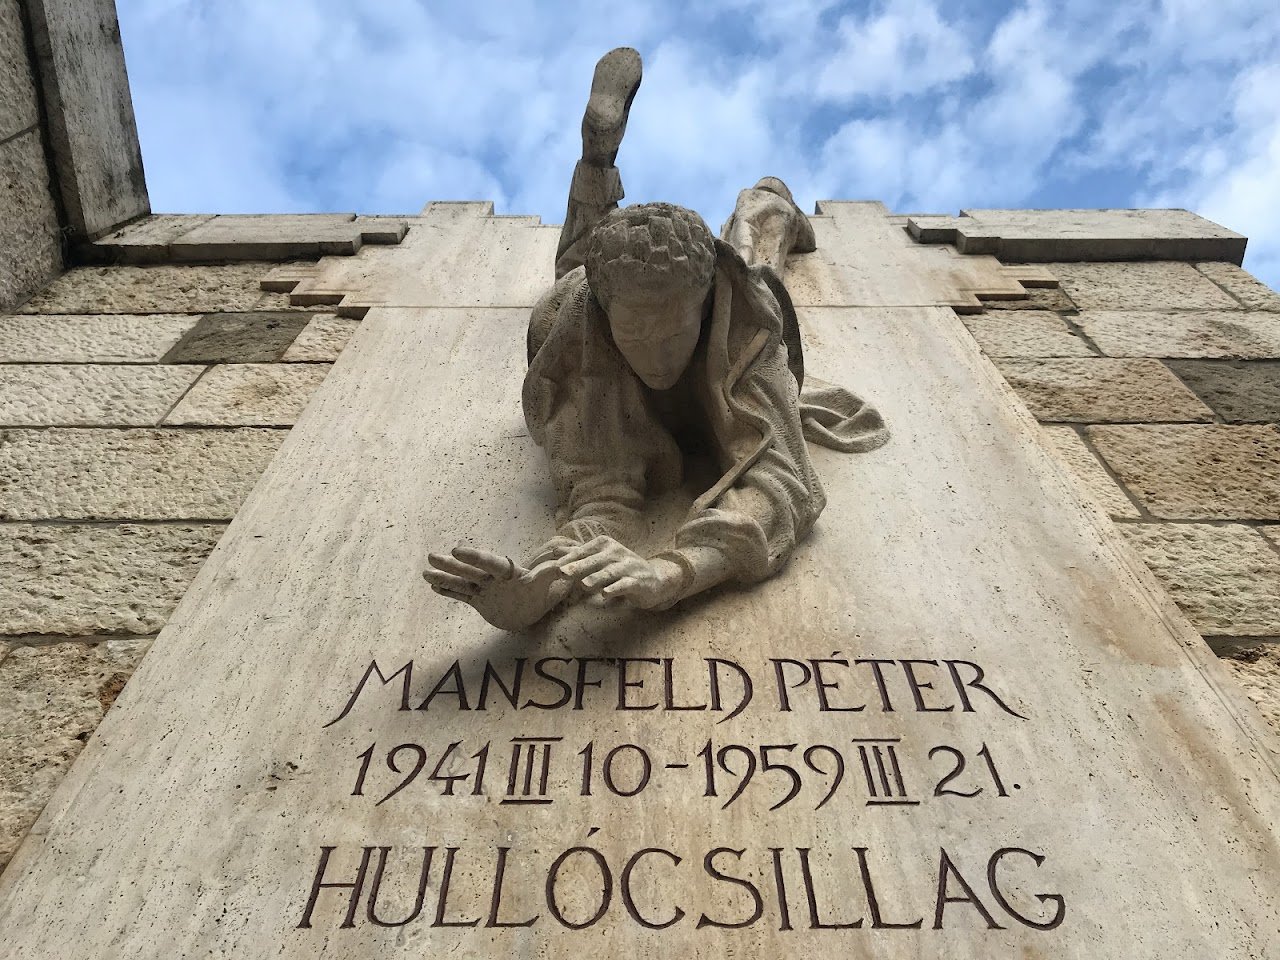 MANSFELD PÉTER
1941 III 10-1959 III 21.
HULLÓCSILLAG